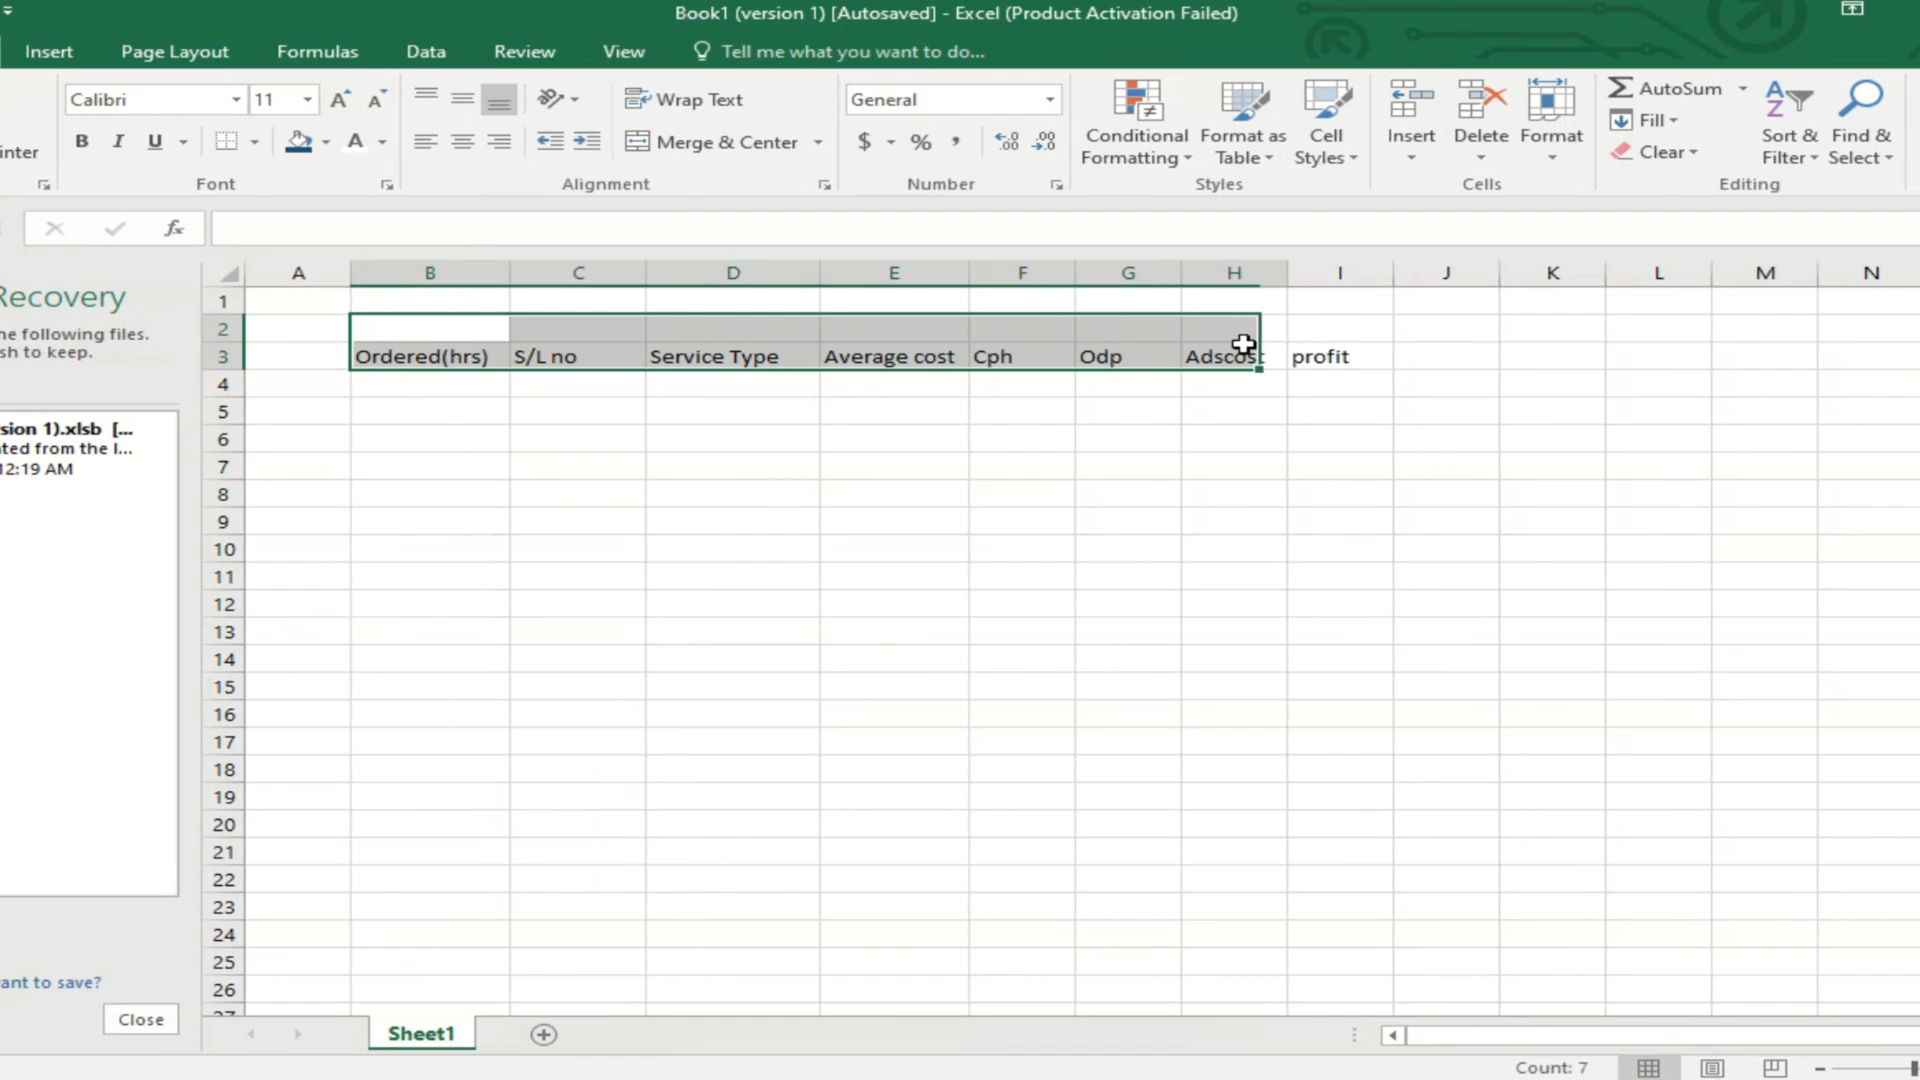 Book1 (version 1) [Autosaved] - Excel (Product Activation Failed)
Insert Page Layout Formulas Data Review View Tell me what you want to do...
Calibri 11 Wrap Text General AutoSum
Conditional Formatting Format as Table Cell Styles Insert Delete Format Fill Sort & Filter Find & Select
inter B I U A Merge & Center $ % , Clear
Font Alignment Number Styles Cells Editing
fx
A B C D E F G H I J K L M N
Recovery
he following files.
sh to keep.
sion 1).xlsb [...
ated from the l...
12:19 AM
ant to save?
Close
1
2
3 Ordered(hrs) S/L no Service Type Average cost Cph Odp Adscost profit
4
5
6
7
8
9
10
11
12
13
14
15
16
17
18
19
20
21
22
23
24
25
26
Sheet1
Count: 7